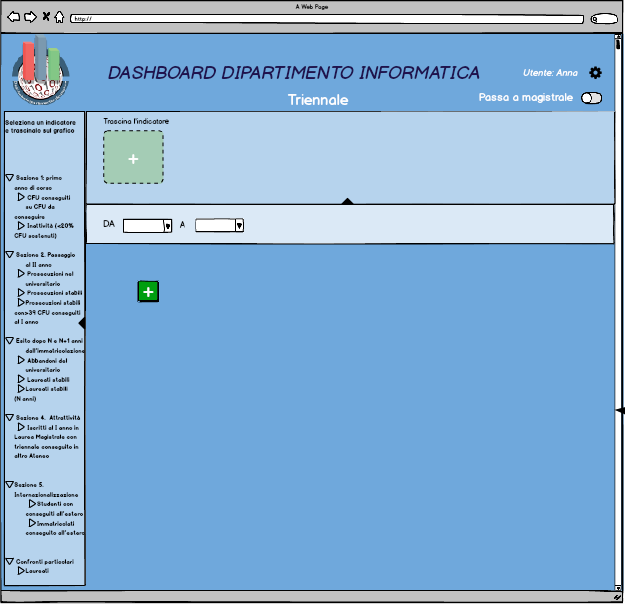 A Web Page
http://
DASHBOARD DIPARTIMENTO INFORMATICA
Utente: Anna
Triennale
Passa a magistrale
Seleziona un indicatore
e trascinalo sul grafico
Trascina l'indicatore
DA
A
Sezione 1: primo
anno di corso
CFU conseguiti
su CFU da
conseguire
Inattività (<20%
CFU sostenuti)
Sezione 2. Passaggio
al II anno
Prosecuzioni nel
universitario
Prosecuzioni stabili
Prosecuzioni stabili
con>39 CFU conseguiti
al I anno
Esito dopo N e N+1 anni
dall'immatricolazione
Abbandoni del
universitario
Laureati stabili
Laureati stabili
(N anni)
Sezione 4. Attrattività
Iscritti al I anno in
Laurea Magistrale con
triennale conseguito in
altro Ateneo
Sezione 5.
Internazionalizzazione
Studenti con
conseguiti all'estero
Immatricolati
conseguito all'estero
Confronti particolari
Laureati